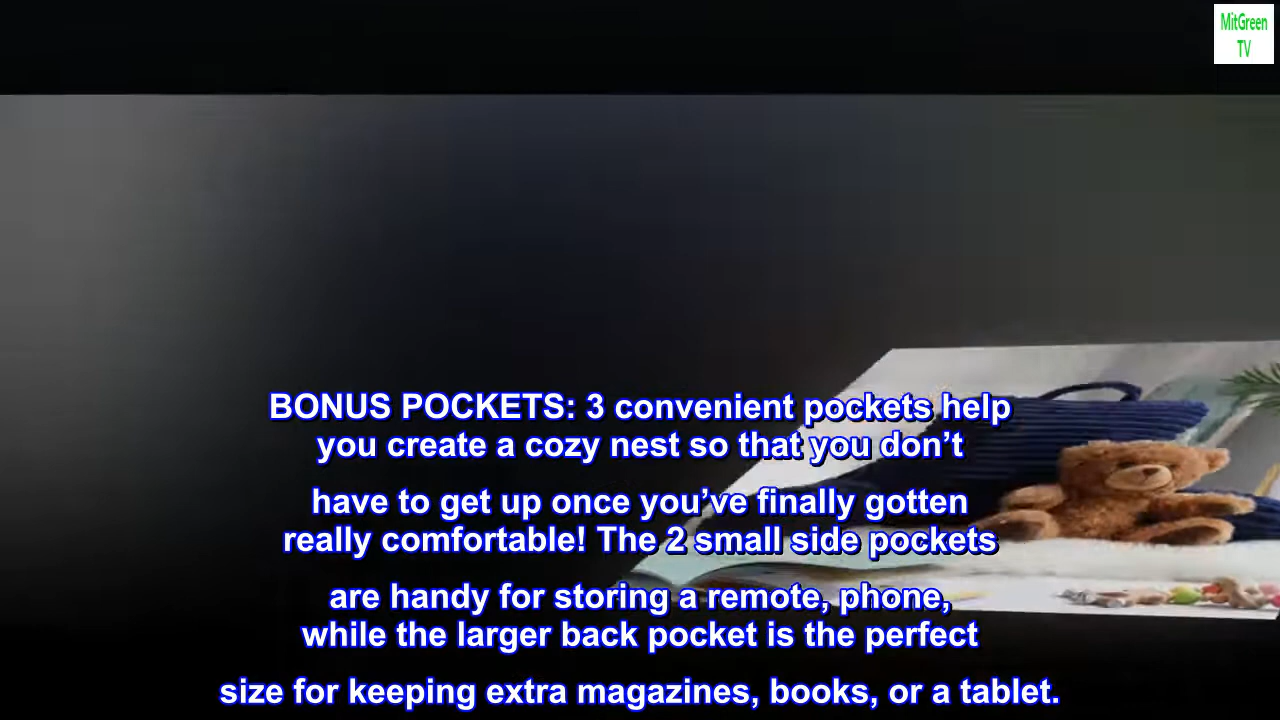 MitGreen
TV
BONUS POCKETS: 3 convenient pockets help
you create a cozy nest so that you don’t
have to get up once you’ve finally gotten
really comfortable! The 2 small side pockets
are handy for storing a remote, phone,
while the larger back pocket is the perfect
size for keeping extra magazines, books, or a tablet.